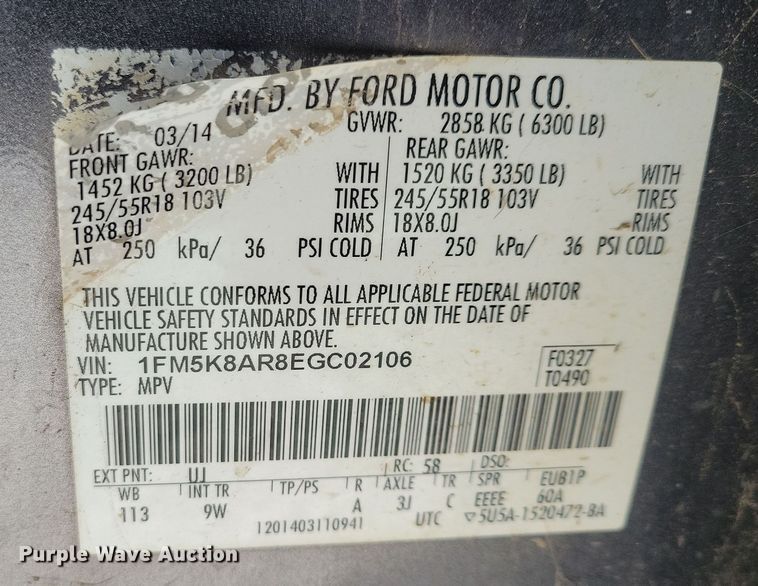 MFD. BY FORD MOTOR CO.
DATE: 03/14 GVWR: 2858 KG ( 6300 LB)
FRONT GAWR: REAR GAWR:
1452 KG ( 3200 LB) WITH 1520 KG ( 3350 LB) WITH
245/55R18 103V TIRES 245/55R18 103V TIRES
18X8.0J RIMS 18X8.0J RIMS
AT 250 kPa/ 36 PSI COLD AT 250 kPa/ 36 PSI COLD
THIS VEHICLE CONFORMS TO ALL APPLICABLE FEDERAL MOTOR
VEHICLE SAFETY STANDARDS IN EFFECT ON THE DATE OF
MANUFACTURE SHOWN ABOVE.
VIN: 1FM5K8AR8EGC02106 F0327
TYPE: MPV T0490
EXT PNT: UJ RC: 58 DSO:
WB INT TR TP/PS R AXLE TR SPR EUB1P
113 9W A 3J C EEEE 60A
1201403110941 UTC ▽5U5A-1520472-BA
Purple Wave Auction